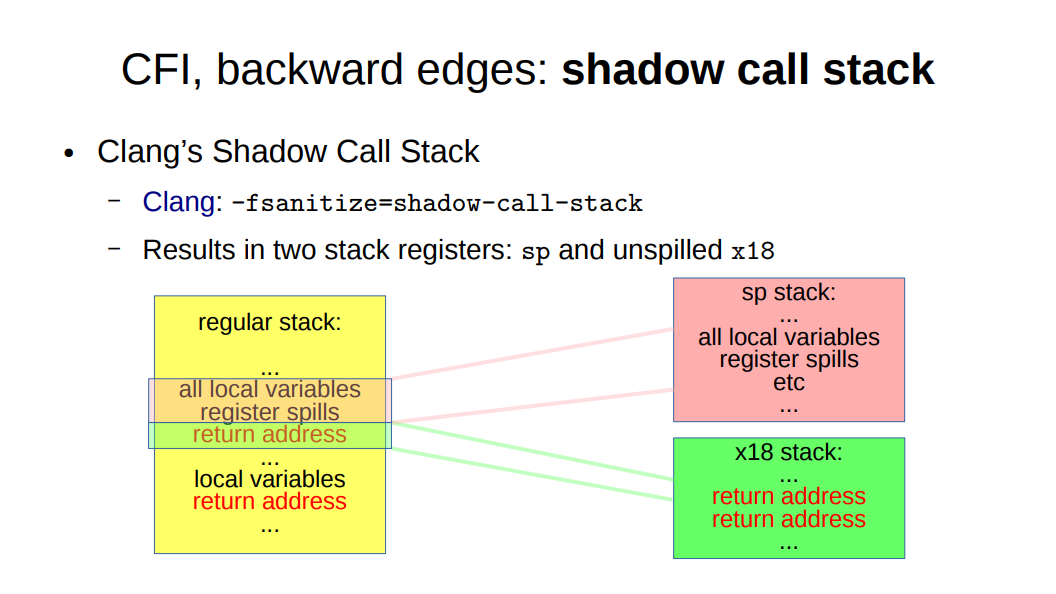 CFI, backward edges: shadow call stack
• Clang’s Shadow Call Stack
– Clang: -fsanitize=shadow-call-stack
– Results in two stack registers: sp and unspilled x18
regular stack:
...
all local variables
register spills
return address
...
local variables
return address
...
sp stack:
...
all local variables
register spills
etc
...
x18 stack:
...
return address
return address
...